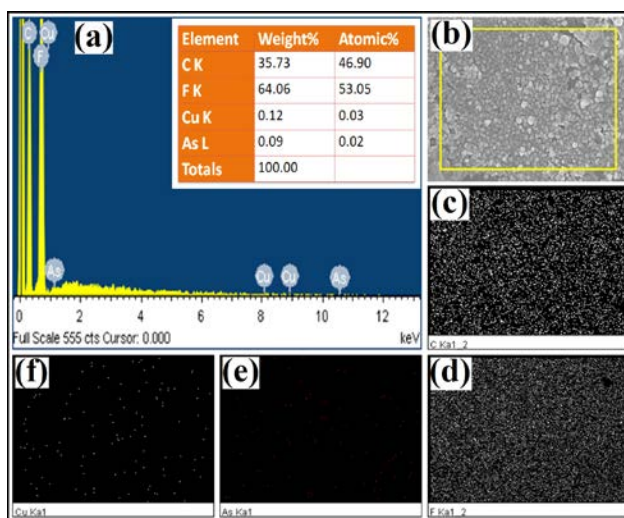 (a)
C
Cu
F
Element Weight% Atomic%
C K 35.73 46.90
F K 64.06 53.05
Cu K 0.12 0.03
As L 0.09 0.02
Totals 100.00
As
Cu
Cu
As
0 2 4 6 8 10 12
Full Scale 555 cts Cursor: 0.000 keV
(b)
(c)
C Ka1_2
(f)
Cu Ka1
(e)
As Ka1
(d)
F Ka1_2